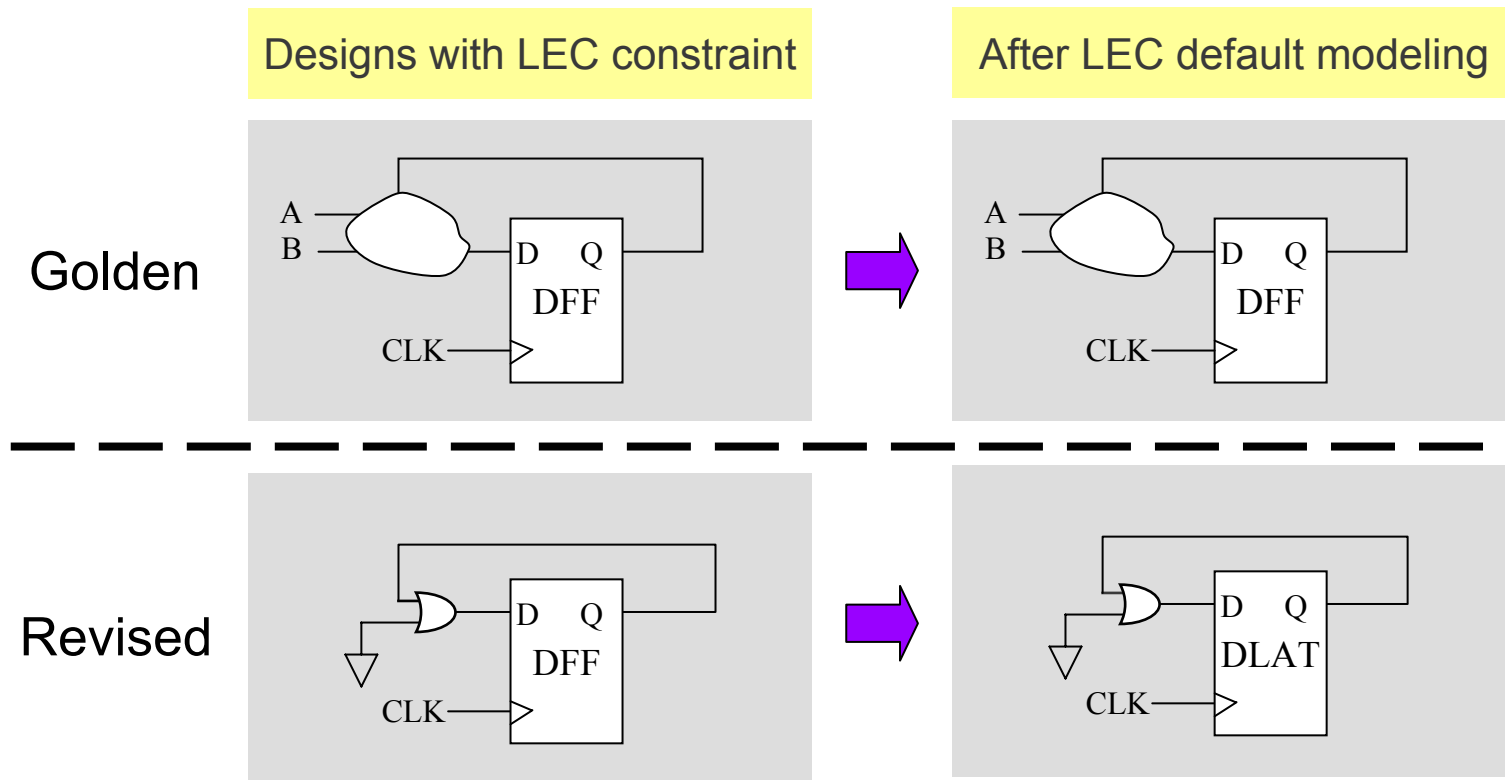 Designs with LEC constraint
After LEC default modeling
Golden
A
B
D Q
DFF
CLK
A
B
D Q
DFF
CLK
Revised
D Q
DFF
CLK
D Q
DLAT
CLK